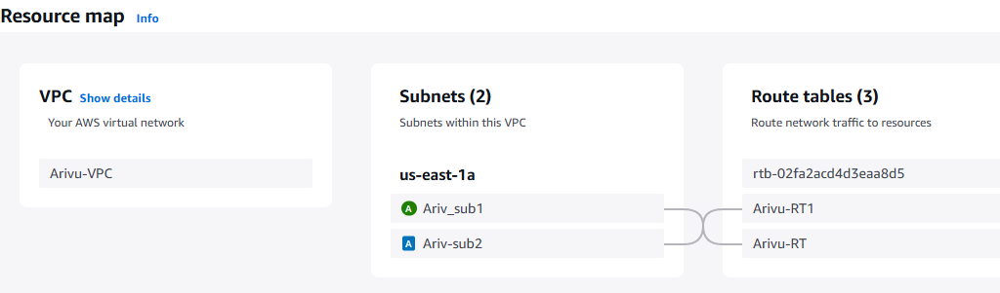 Resource map Info
VPC Show details
Your AWS virtual network
Arivu-VPC
Subnets (2)
Subnets within this VPC
us-east-1a
A Ariv_sub1
A Ariv-sub2
Route tables (3)
Route network traffic to resources
rtb-02fa2acd4d3eaa8d5
Arivu-RT1
Arivu-RT